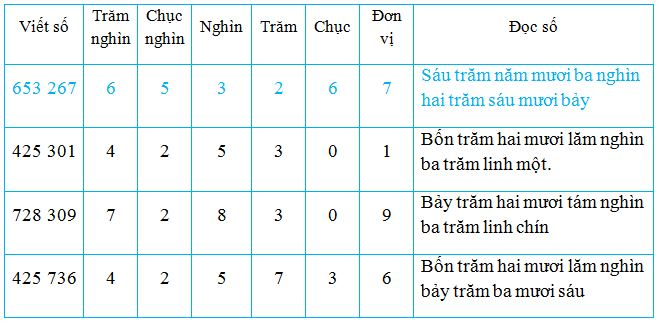 Viết số Trăm nghìn Chục nghìn Nghìn Trăm Chục Đơn vị Đọc số
653 267 6 5 3 2 6 7 Sáu trăm năm mươi ba nghìn
hai trăm sáu mươi bảy
425 301 4 2 5 3 0 1 Bốn trăm hai mươi lăm nghìn
ba trăm linh một.
728 309 7 2 8 3 0 9 Bảy trăm hai mươi tám nghìn
ba trăm linh chín
425 736 4 2 5 7 3 6 Bốn trăm hai mươi lăm nghìn
bảy trăm ba mươi sáu